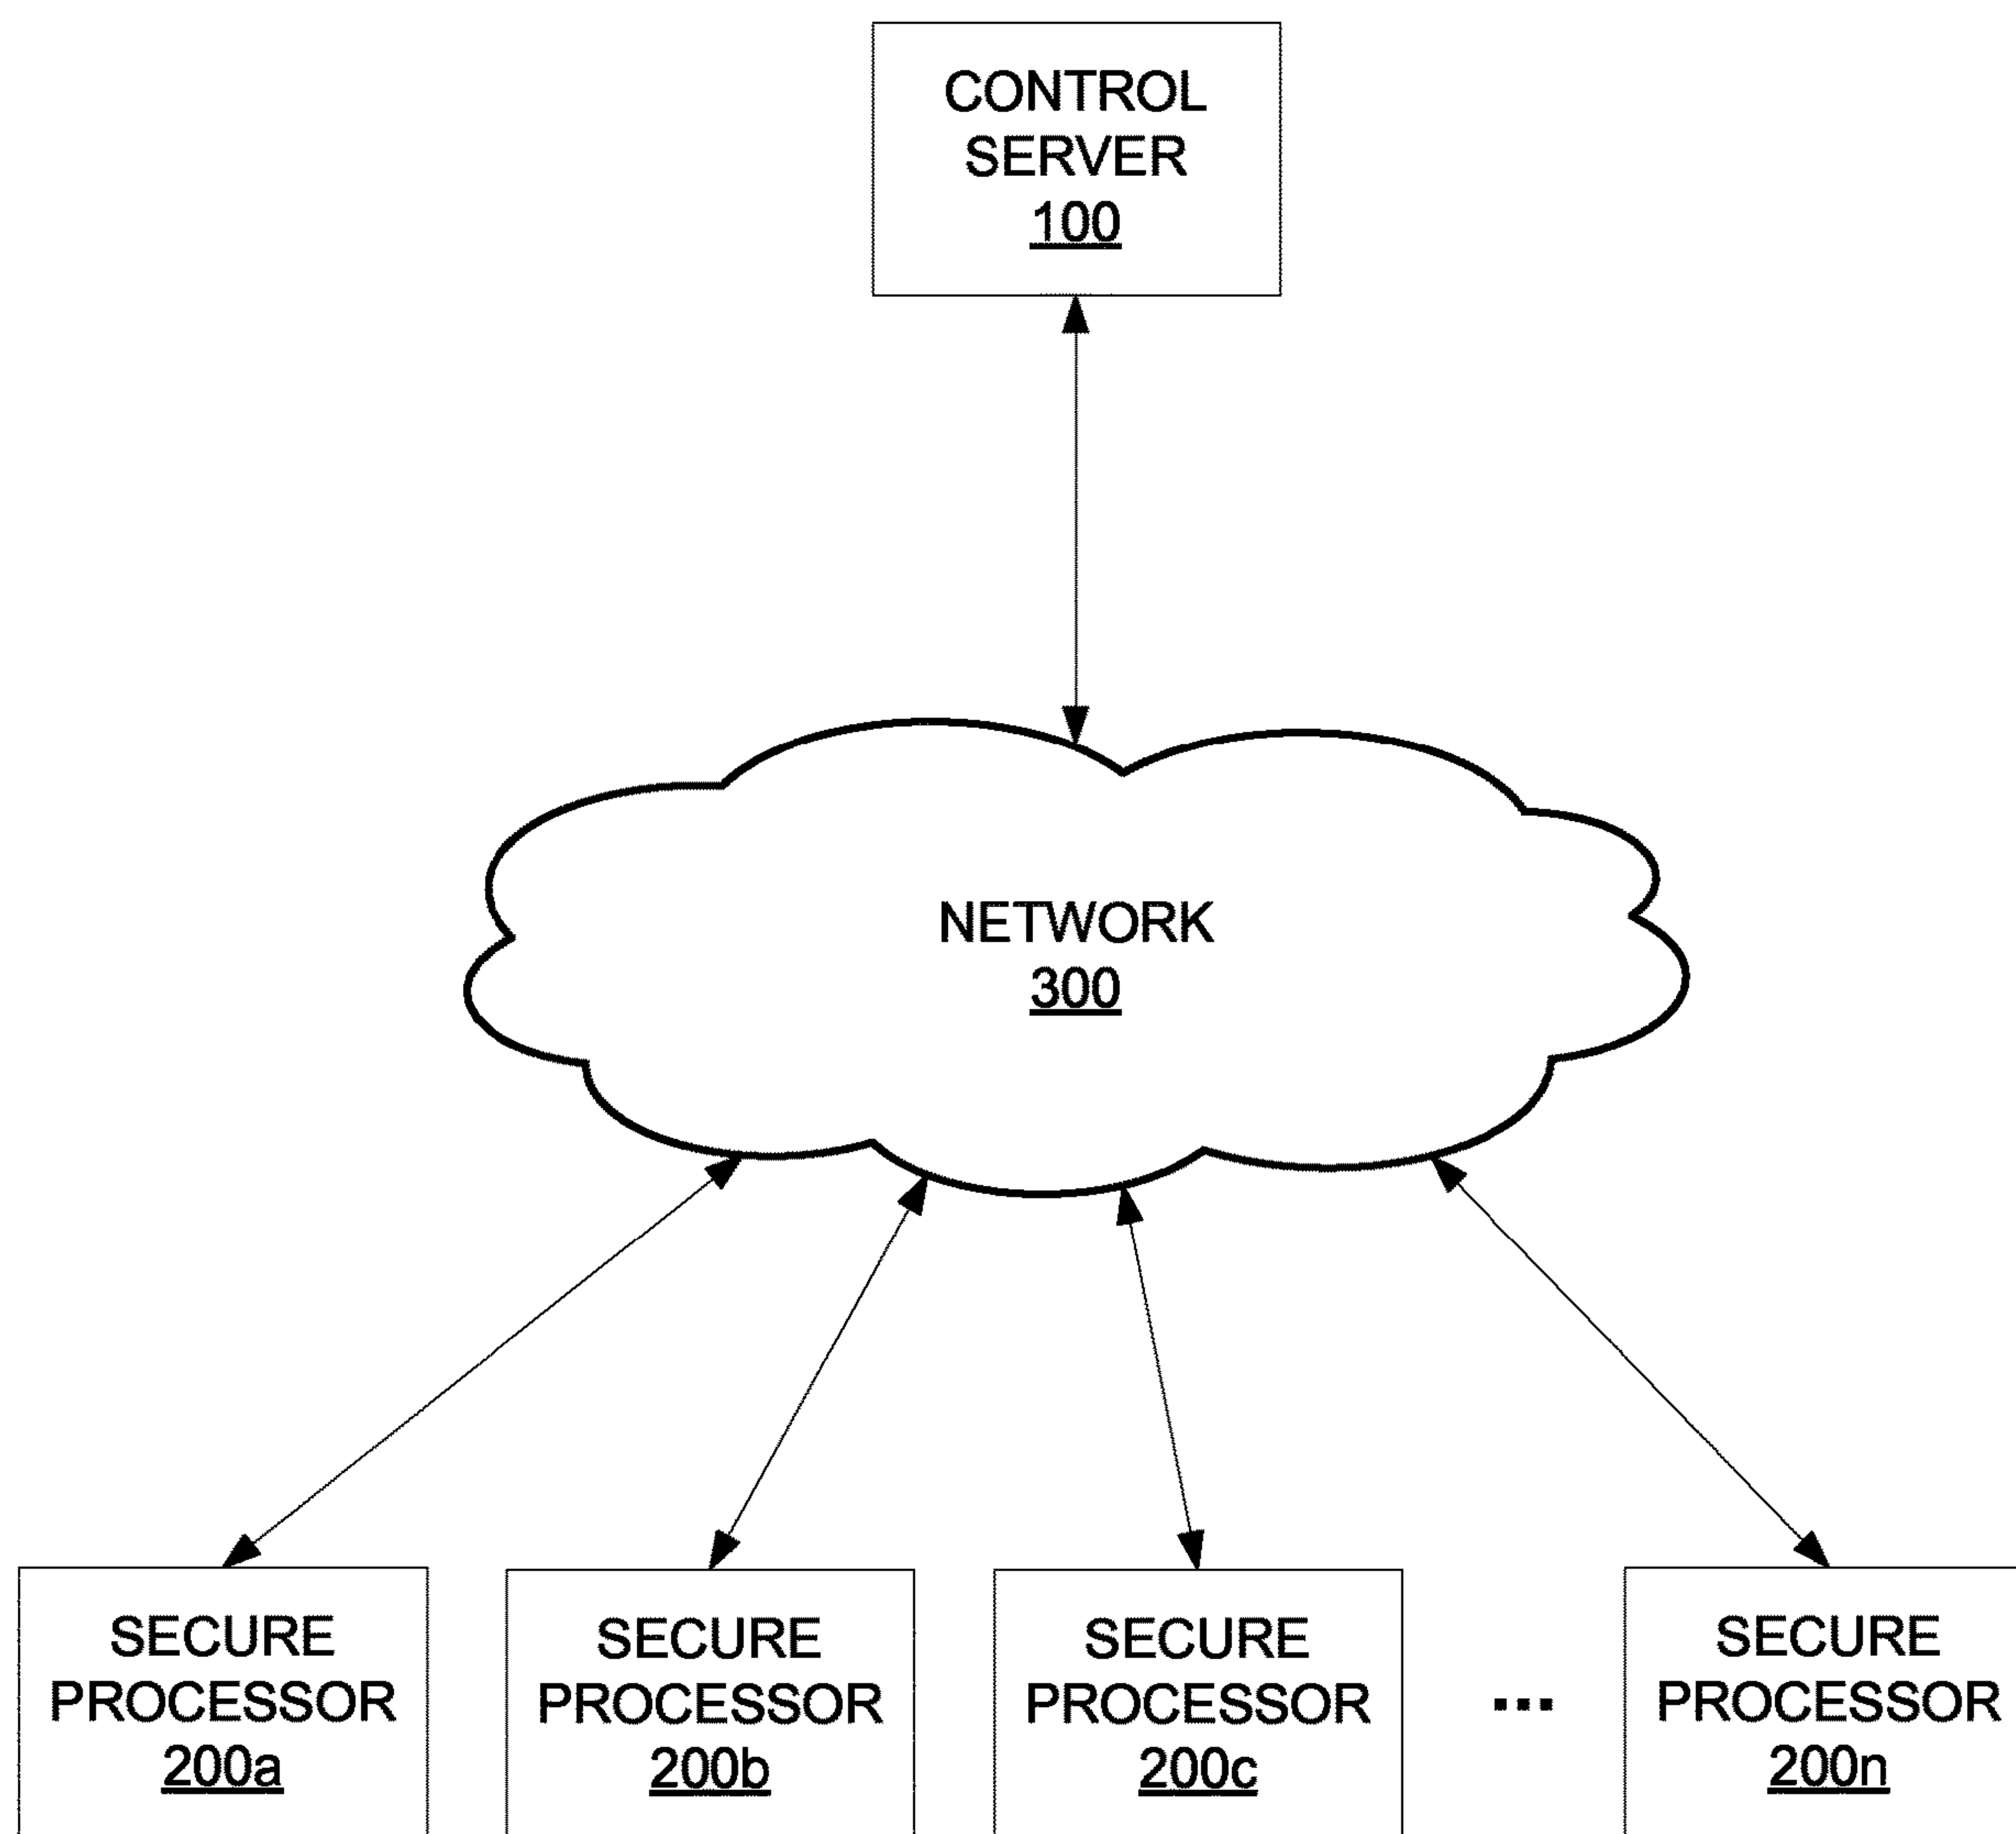 CONTROL
SERVER
100
NETWORK
300
SECURE
PROCESSOR
200a
SECURE
PROCESSOR
200b
SECURE
PROCESSOR
200c
...
SECURE
PROCESSOR
200n